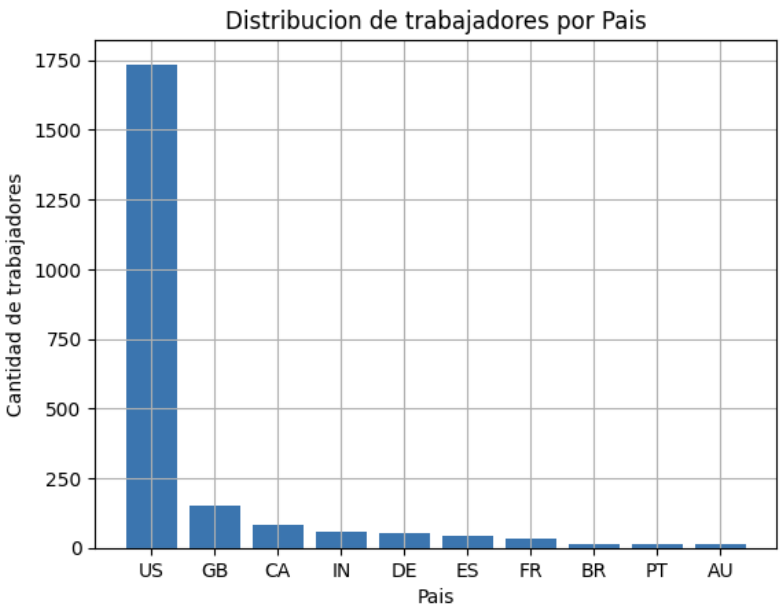 Distribucion de trabajadores por Pais
Cantidad de trabajadores
1750
1500
1250
1000
750
500
250
0
US GB CA IN DE ES FR BR PT AU
Pais